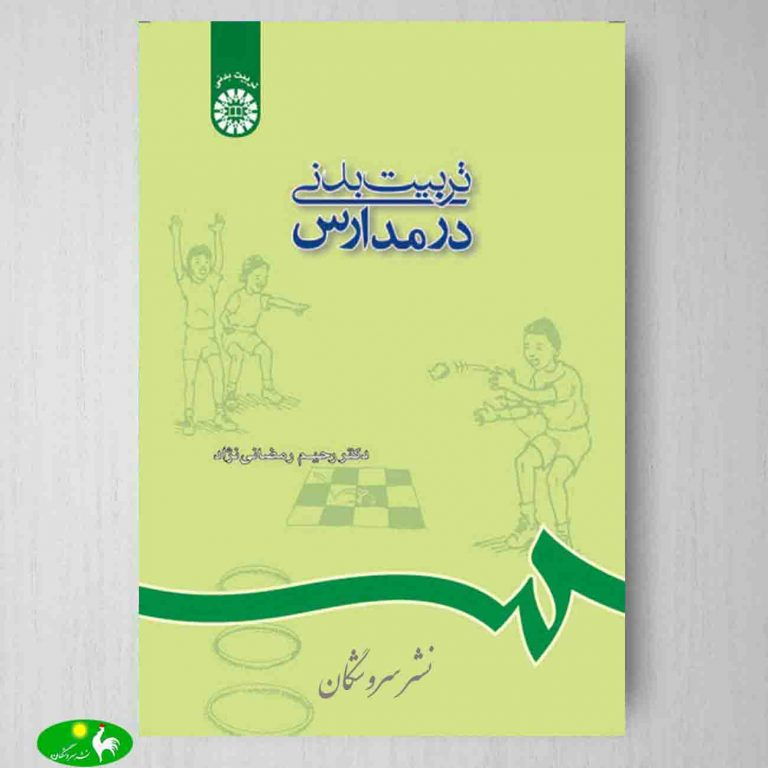 تربیت بدنی
تربیت بدنی
در مدارس
دکتر رحیم رمضانی نژاد
نشر سروشگان
نشر سروشگان